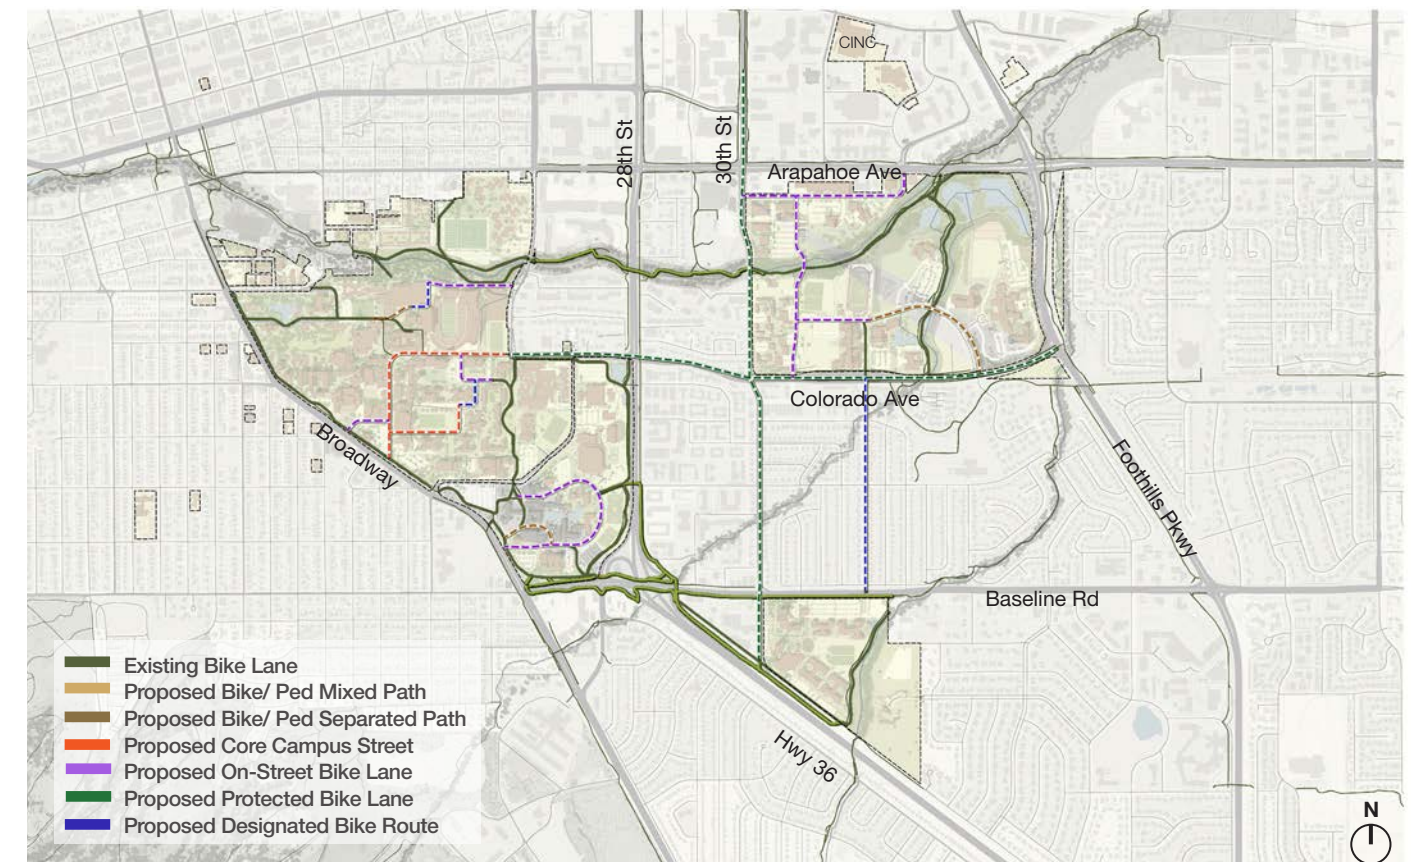 CINC
28th St
30th St
Arapahoe Ave
Colorado Ave
Broadway
Foothills Pkwy
Baseline Rd
Hwy 36
Existing Bike Lane
Proposed Bike/ Ped Mixed Path
Proposed Bike/ Ped Separated Path
Proposed Core Campus Street
Proposed On-Street Bike Lane
Proposed Protected Bike Lane
Proposed Designated Bike Route
N